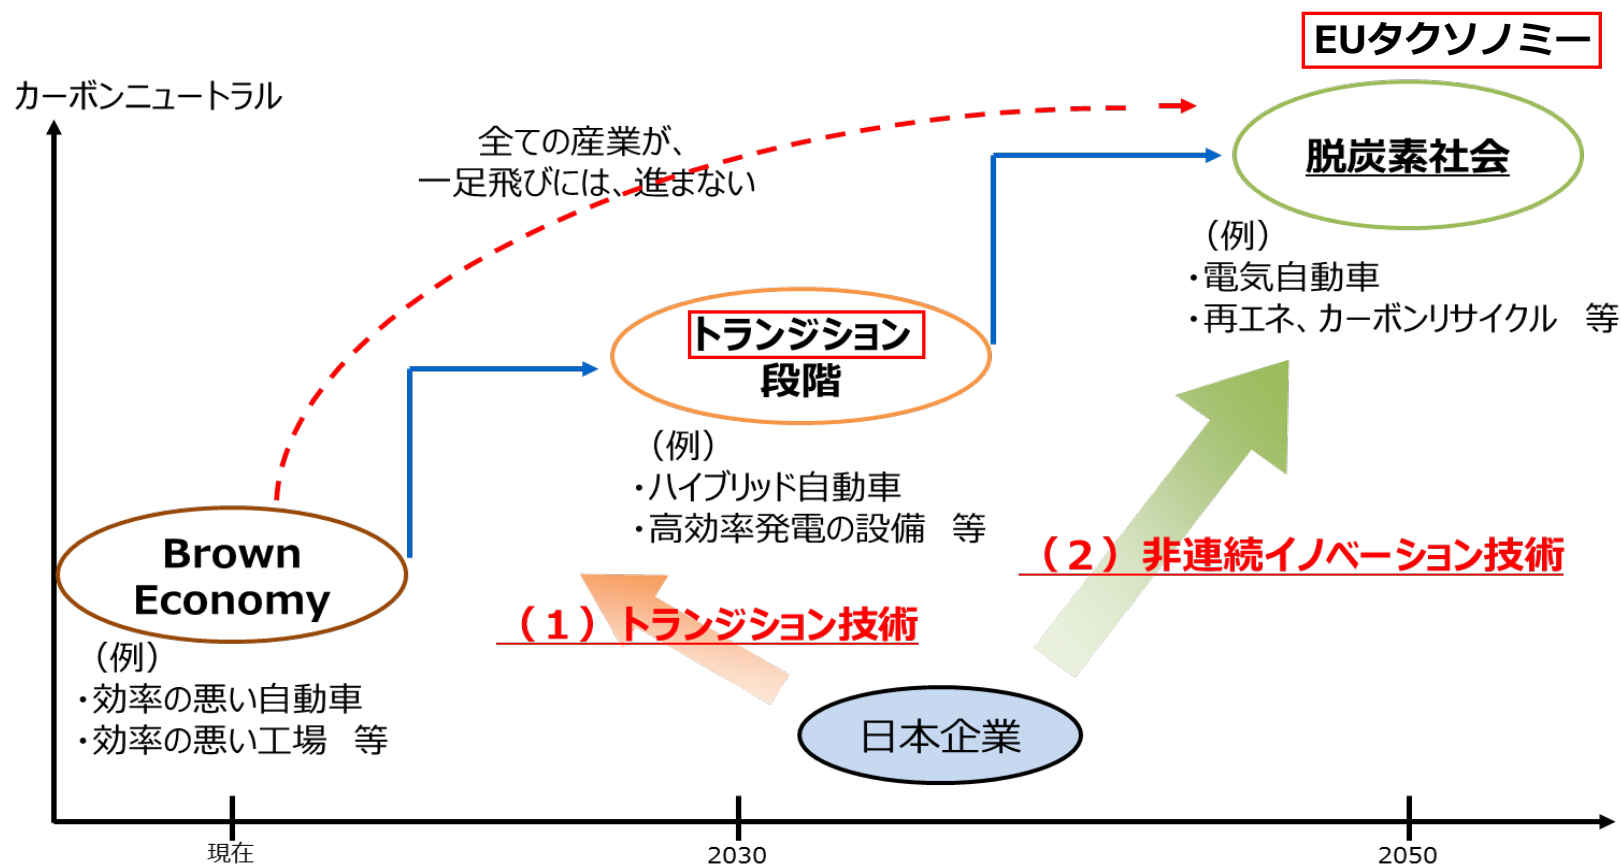 EUタクソノミー
カーボンニュートラル
全ての産業が、
一足飛びには、進まない
脱炭素社会
（例）
・電気自動車
・再エネ、カーボンリサイクル　等
トランジション
段階
（例）
・ハイブリッド自動車
・高効率発電の設備　等
Brown
Economy
（例）
・効率の悪い自動車
・効率の悪い工場　等
（２）非連続イノベーション技術
（１）トランジション技術
日本企業
現在
2030
2050